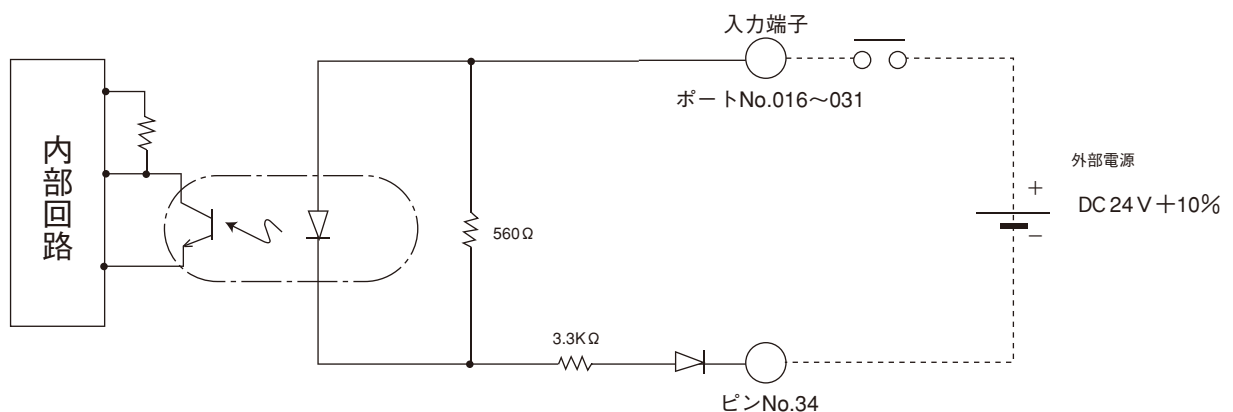 入力端子
ポートNo.016～031
内部回路
外部電源
+
DC 24 V +10%
−
560Ω
3.3KΩ
ピンNo.34